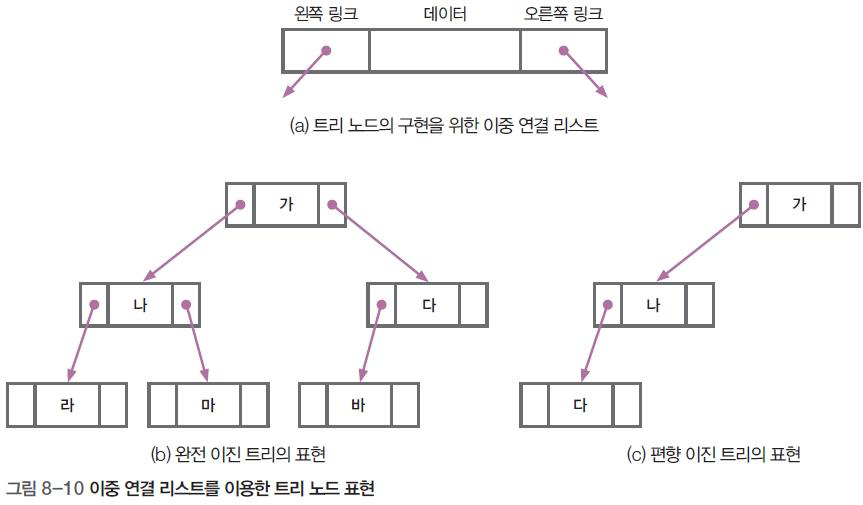 왼쪽 링크 데이터 오른쪽 링크
(a) 트리 노드의 구현을 위한 이중 연결 리스트
가 가
나 다 나
라 마 바 다
(b) 완전 이진 트리의 표현 (c) 편향 이진 트리의 표현
그림 8-10 이중 연결 리스트를 이용한 트리 노드 표현